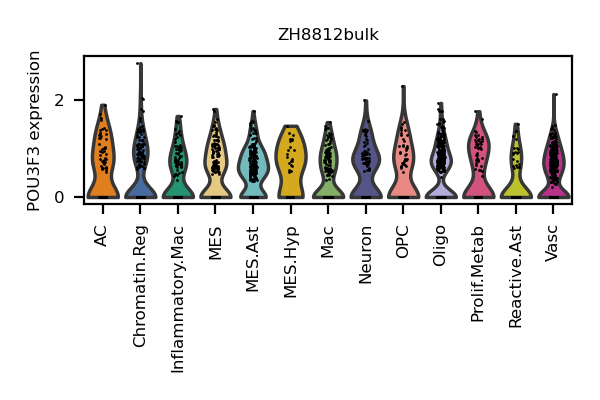 ZH8812bulk
POU3F3 expression
2
0
AC
Chromatin.Reg
Inflammatory.Mac
MES
MES.Ast
MES.Hyp
Mac
Neuron
OPC
Oligo
Prolif.Metab
Reactive.Ast
Vasc